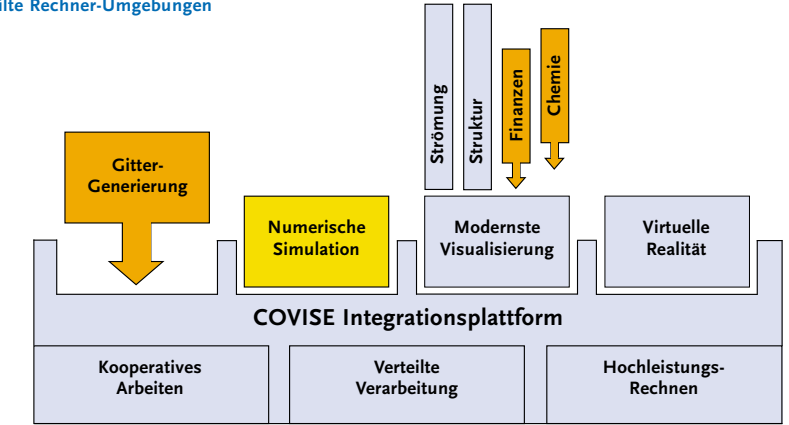 Rechner-Umgebungen
Strömung
Struktur
Finanzen
Chemie
Gitter-
Generierung
Numerische
Simulation
Modernste
Visualisierung
Virtuelle
Realität
COVISE Integrationsplattform
Kooperatives
Arbeiten
Verteilte
Verarbeitung
Hochleistungs-
Rechnen